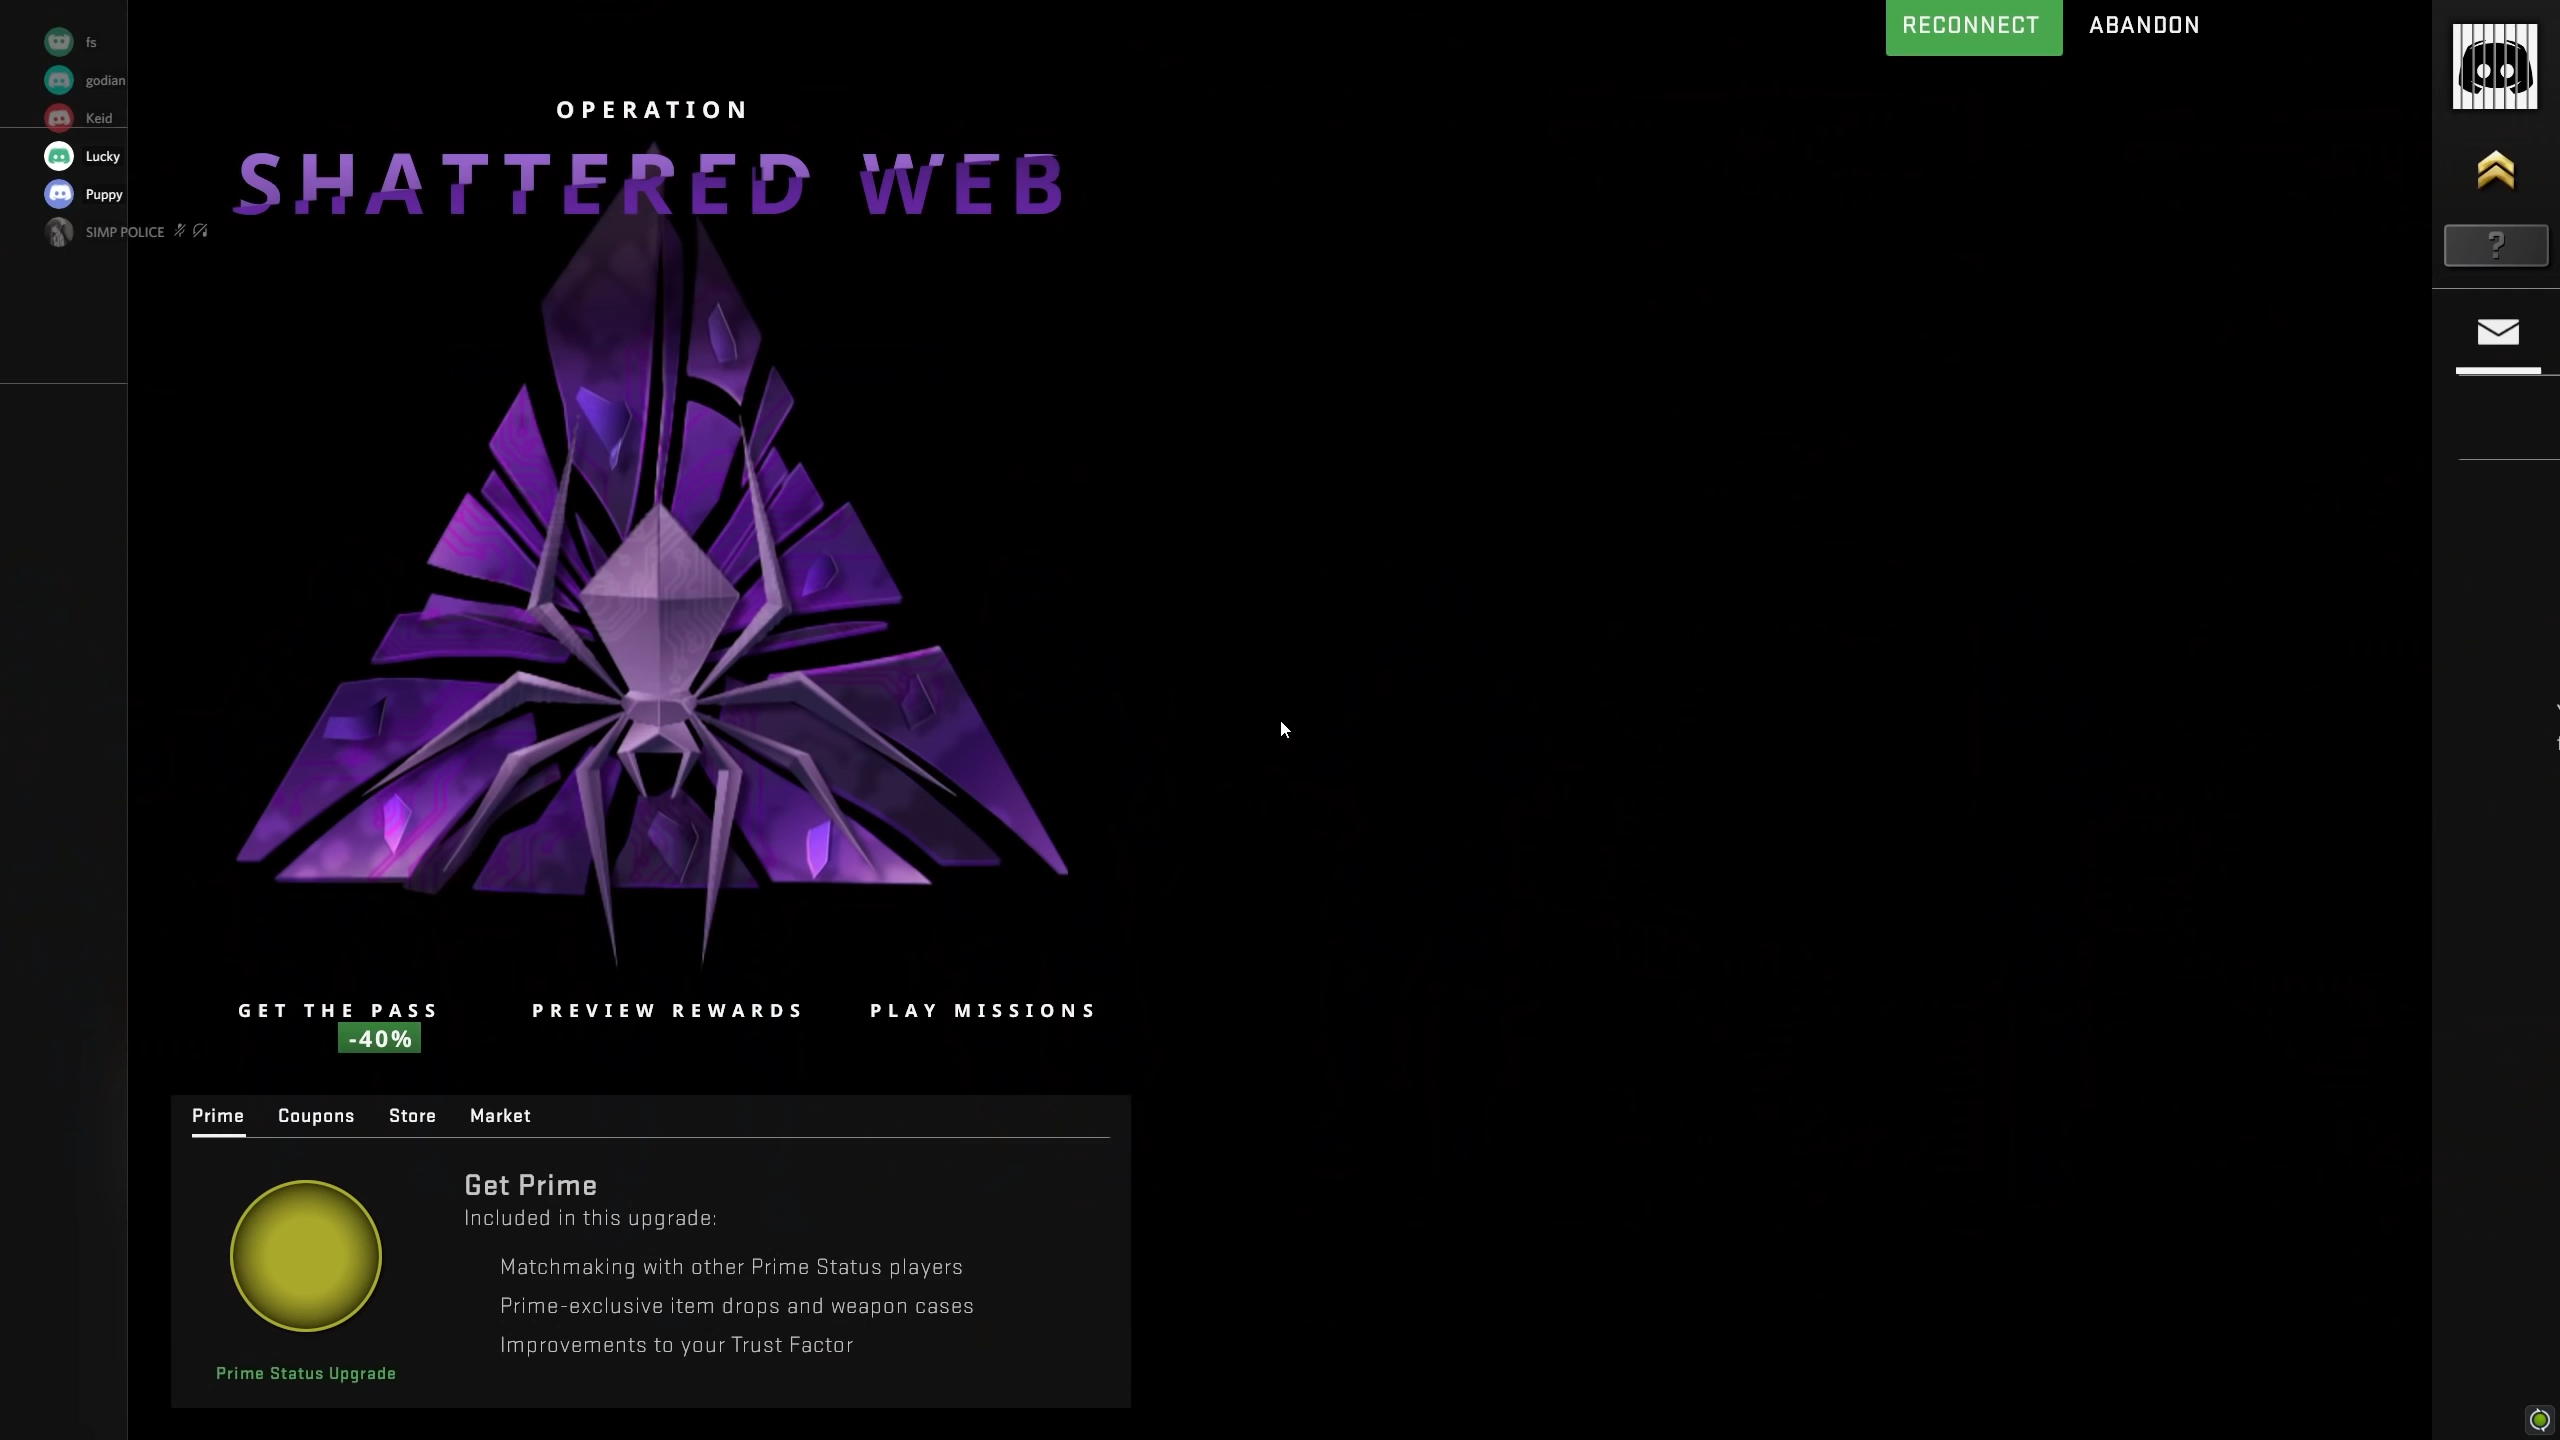 fs
godian
Keid
Lucky
Puppy
SIMP POLICE
RECONNECT ABANDON
OPERATION
SHATTERED WEB
?
GET THE PASS PREVIEW REWARDS PLAY MISSIONS
-40%
Prime Coupons Store Market
Get Prime
Included in this upgrade:
Matchmaking with other Prime Status players
Prime-exclusive item drops and weapon cases
Improvements to your Trust Factor
Prime Status Upgrade